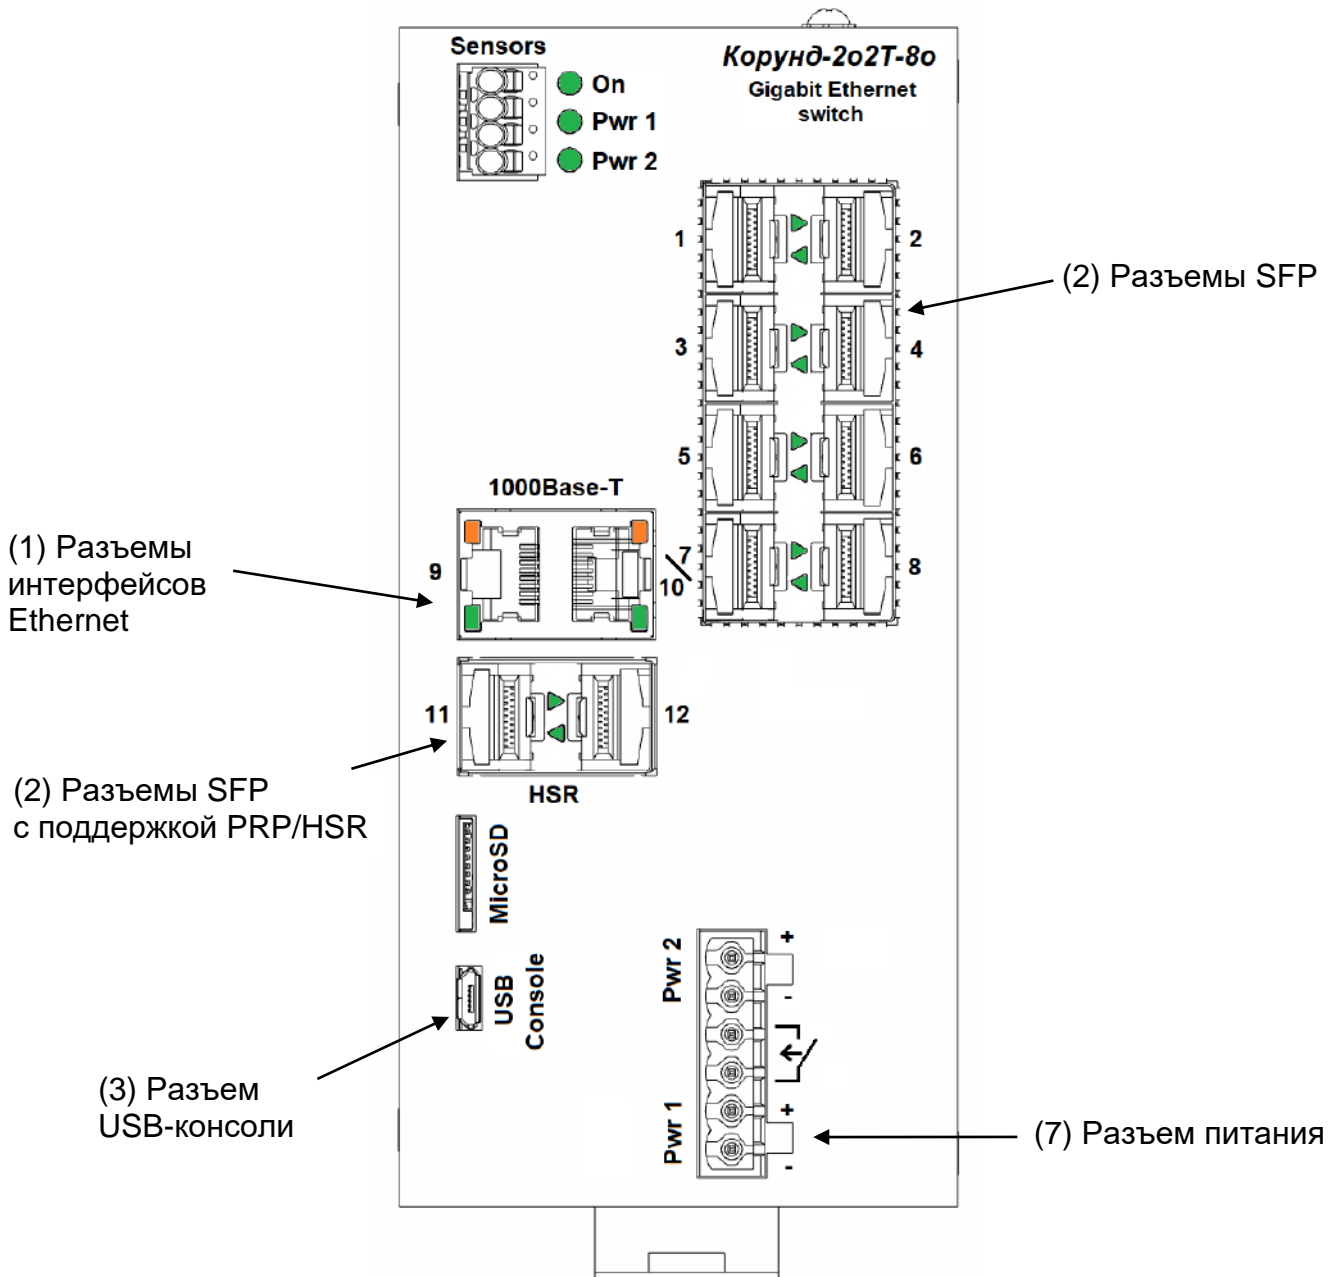 Sensors
On
Pwr 1
Pwr 2
Корунд-2о2Т-8о
Gigabit Ethernet
switch
1
2
3
4
5
6
7
8
(2) Разъемы SFP
1000Base-T
9
10
(1) Разъемы
интерфейсов
Ethernet
11
12
HSR
(2) Разъемы SFP
с поддержкой PRP/HSR
MicroSD
USB
Console
(3) Разъем
USB-консоли
Pwr 2
+
-
Pwr 1
+
-
(7) Разъем питания